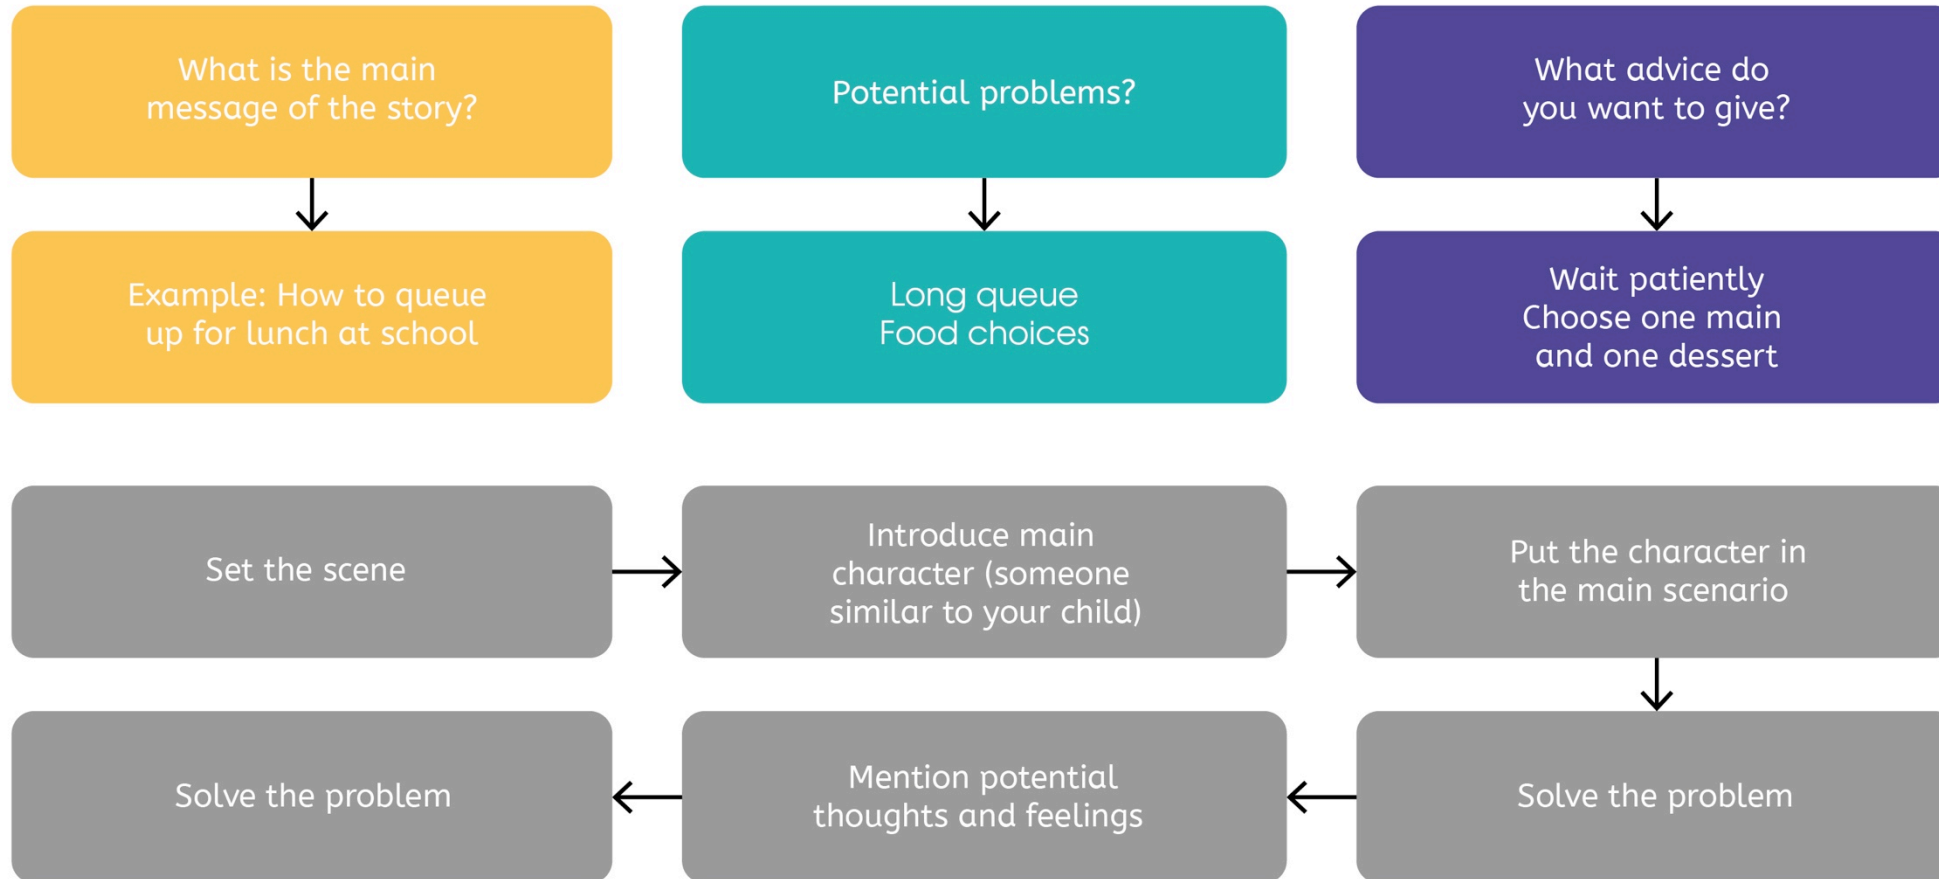 What is the main
message of the story?
Potential problems?
What advice do
you want to give?
Example: How to queue
up for lunch at school
Long queue
Food choices
Wait patiently
Choose one main
and one dessert
Set the scene
Introduce main
character (someone
similar to your child)
Put the character in
the main scenario
Solve the problem
Mention potential
thoughts and feelings
Solve the problem